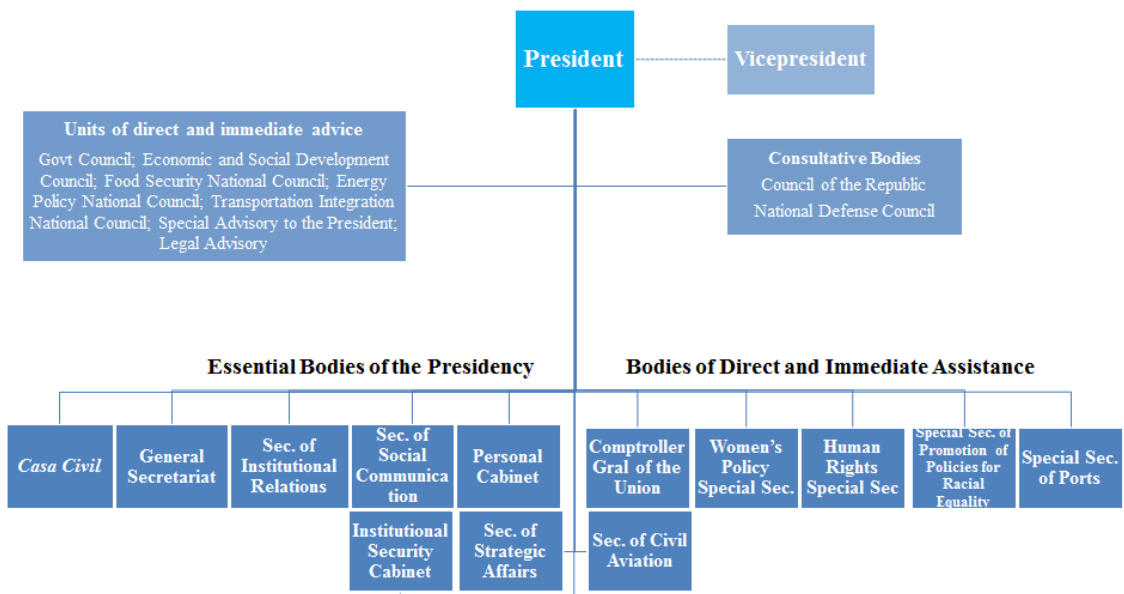 President
Vicepresident
Units of direct and immediate advice
Govt Council; Economic and Social Development
Council; Food Security National Council; Energy
Policy National Council; Transportation Integration
National Council; Special Advisory to the President;
Legal Advisory
Consultative Bodies
Council of the Republic
National Defense Council
Essential Bodies of the Presidency
Bodies of Direct and Immediate Assistance
Casa Civil
General
Secretariat
Sec. of
Institutional
Relations
Sec. of
Social
Communica
tion
Personal
Cabinet
Comptroller
Gral of the
Union
Women's
Policy
Special Sec.
Human
Rights
Special Sec
Special Sec. of
Promotion of
Policies for
Racial
Equality
Special Sec.
of Ports
Institutional
Security
Cabinet
Sec. of
Strategic
Affairs
Sec. of Civil
Aviation